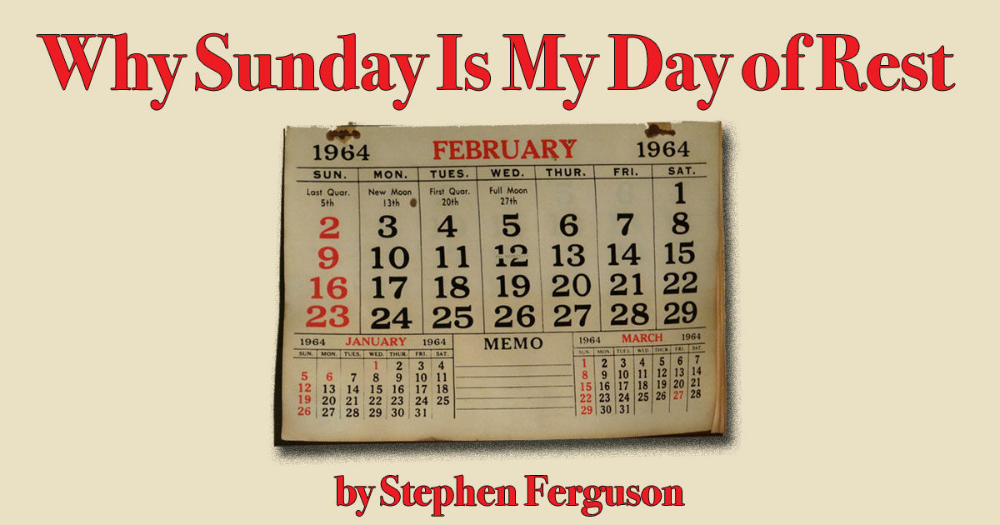 Why Sunday Is My Day of Rest
1964 FEBRUARY 1964
SUN. MON. TUES. WED. THUR. FRI. SAT.
Last Quar. New Moon First Quar. Full Moon 1
5th 13th 20th 27th
2 3 4 5 6 7 8
9 10 11 12 13 14 15
16 17 18 19 20 21 22
23 24 25 26 27 28 29
1964 JANUARY 1964
SUN. MON. TUES. WED. THUR. FRI. SAT.
1 2 3 4
5 6 7 8 9 10 11
12 13 14 15 16 17 18
19 20 21 22 23 24 25
26 27 28 29 30 31
MEMO
1964 MARCH 1964
SUN. MON. TUES. WED. THUR. FRI. SAT.
1 2 3 4 5 6 7
8 9 10 11 12 13 14
15 16 17 18 19 20 21
22 23 24 25 26 27 28
29 30 31
by Stephen Ferguson